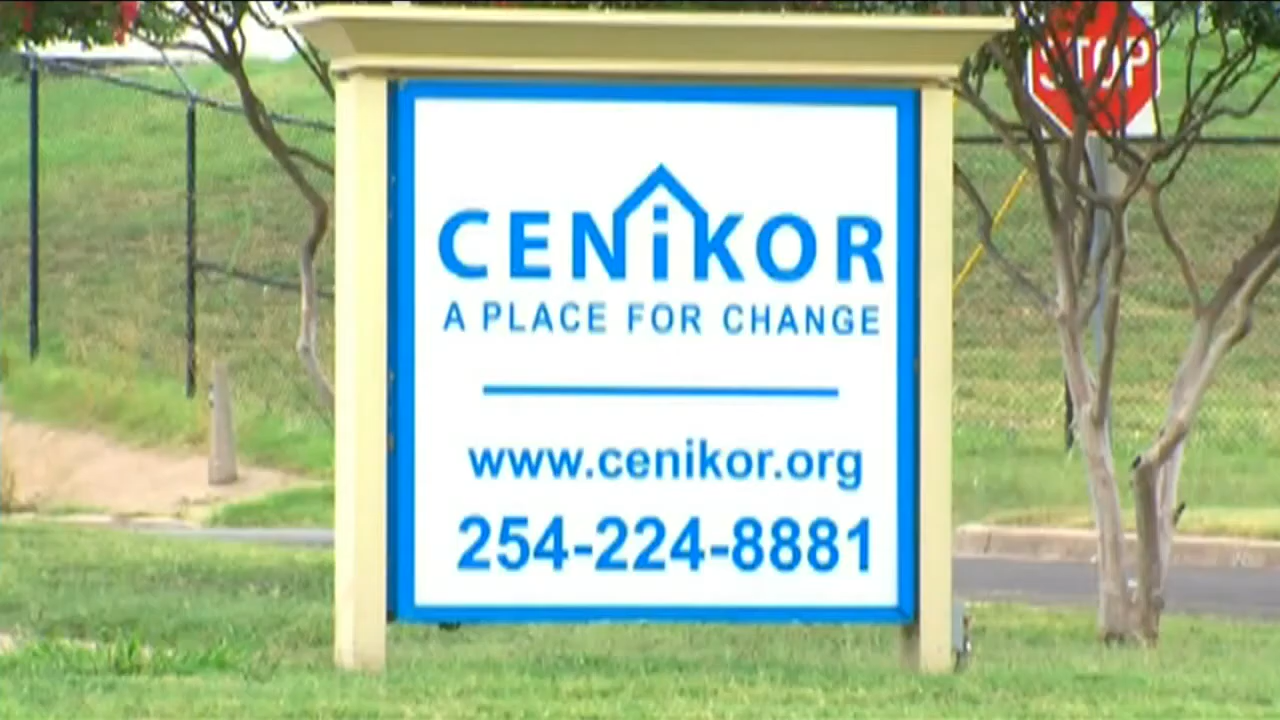 STOP
CENiKOR
A PLACE FOR CHANGE
www.cenikor.org
254-224-8881